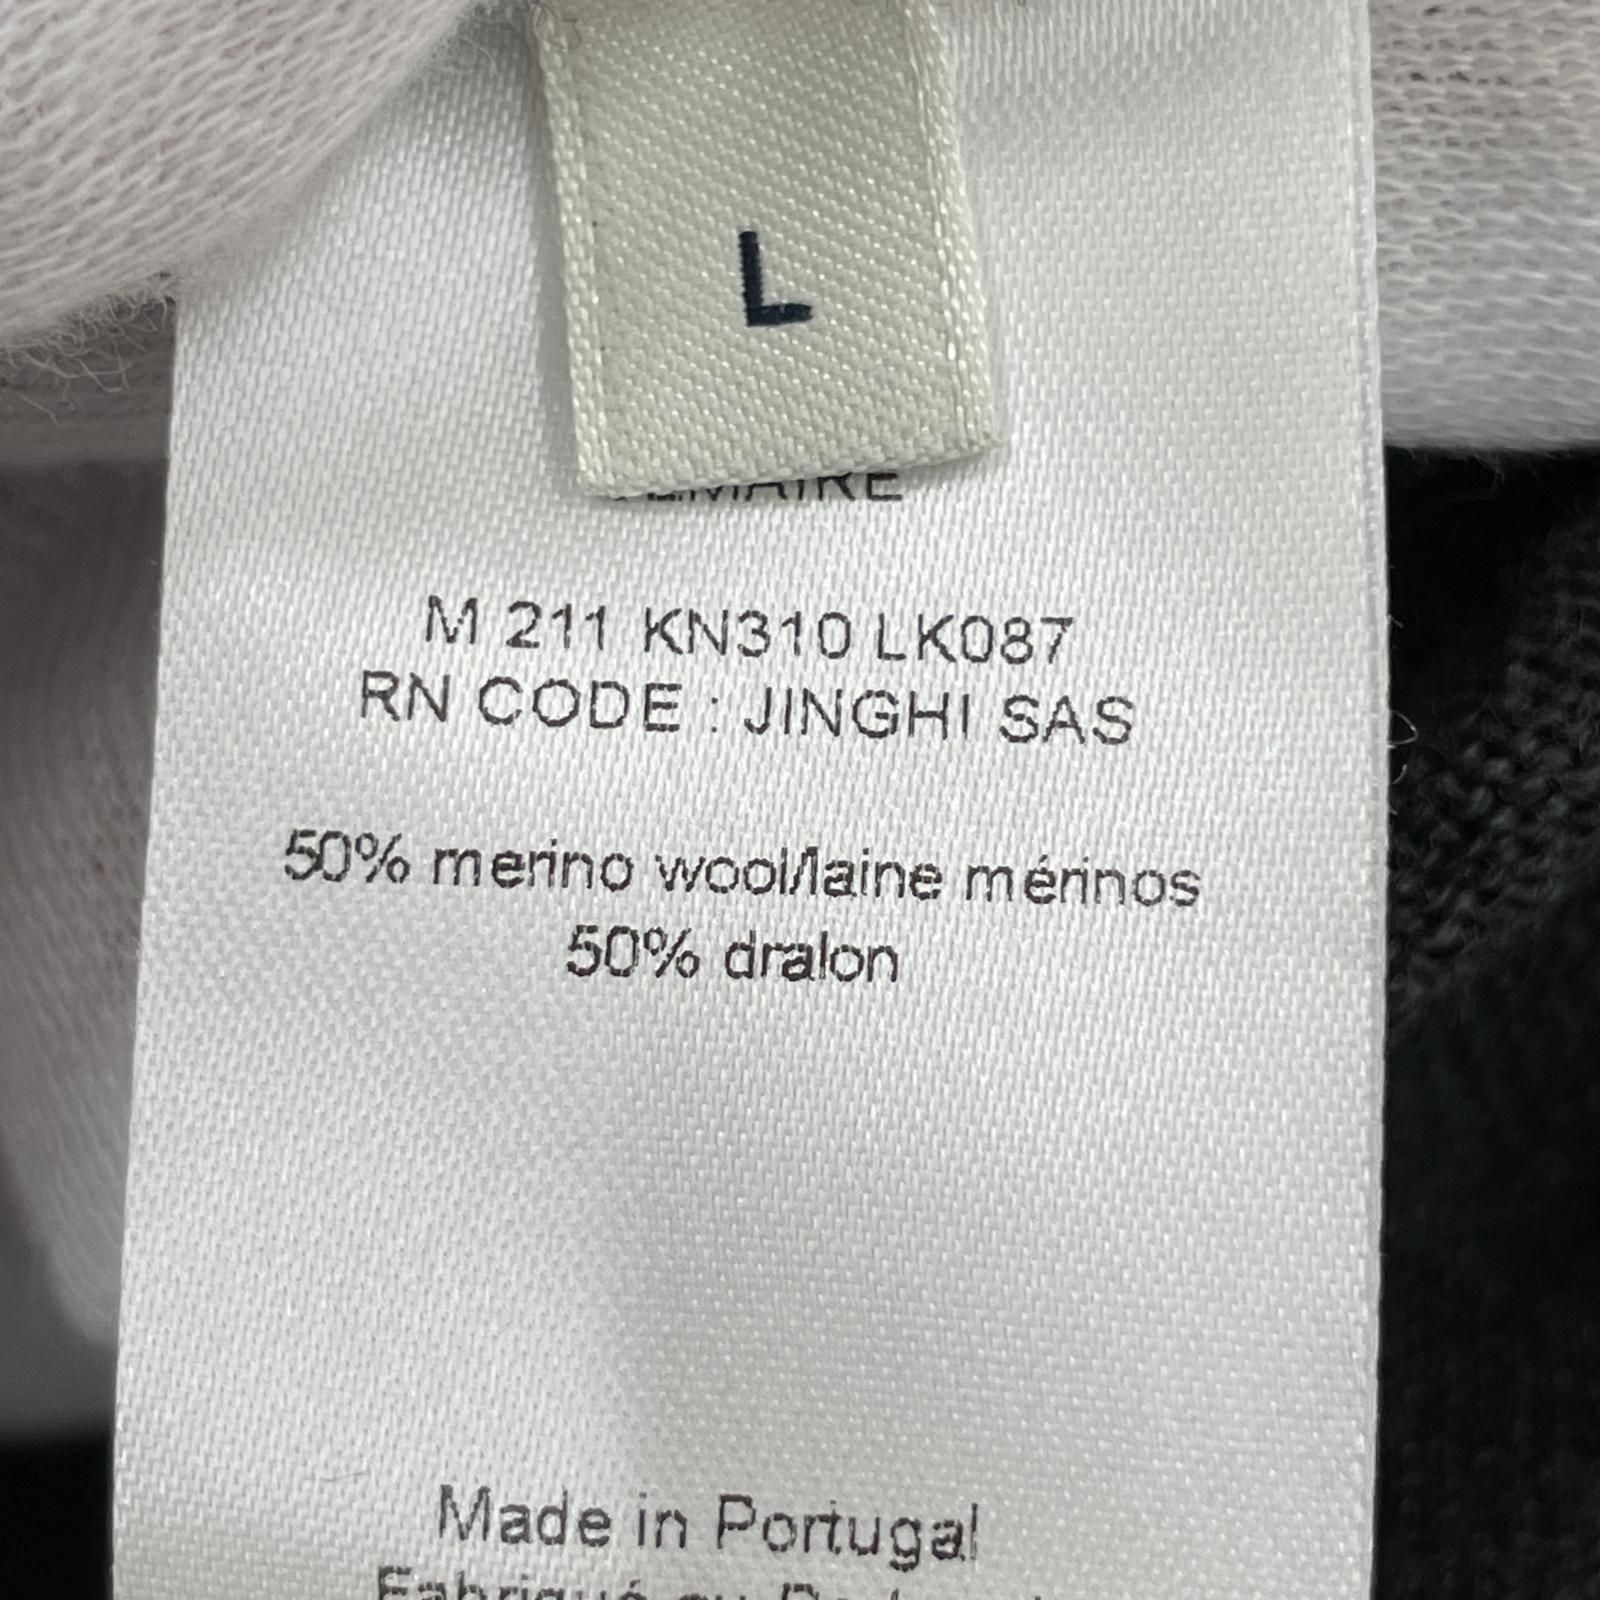 L
M 211 KN310 LK087
RN CODE : JINGHI SAS
50% merino wool/laine mérinos
50% dralon
Made in Portugal